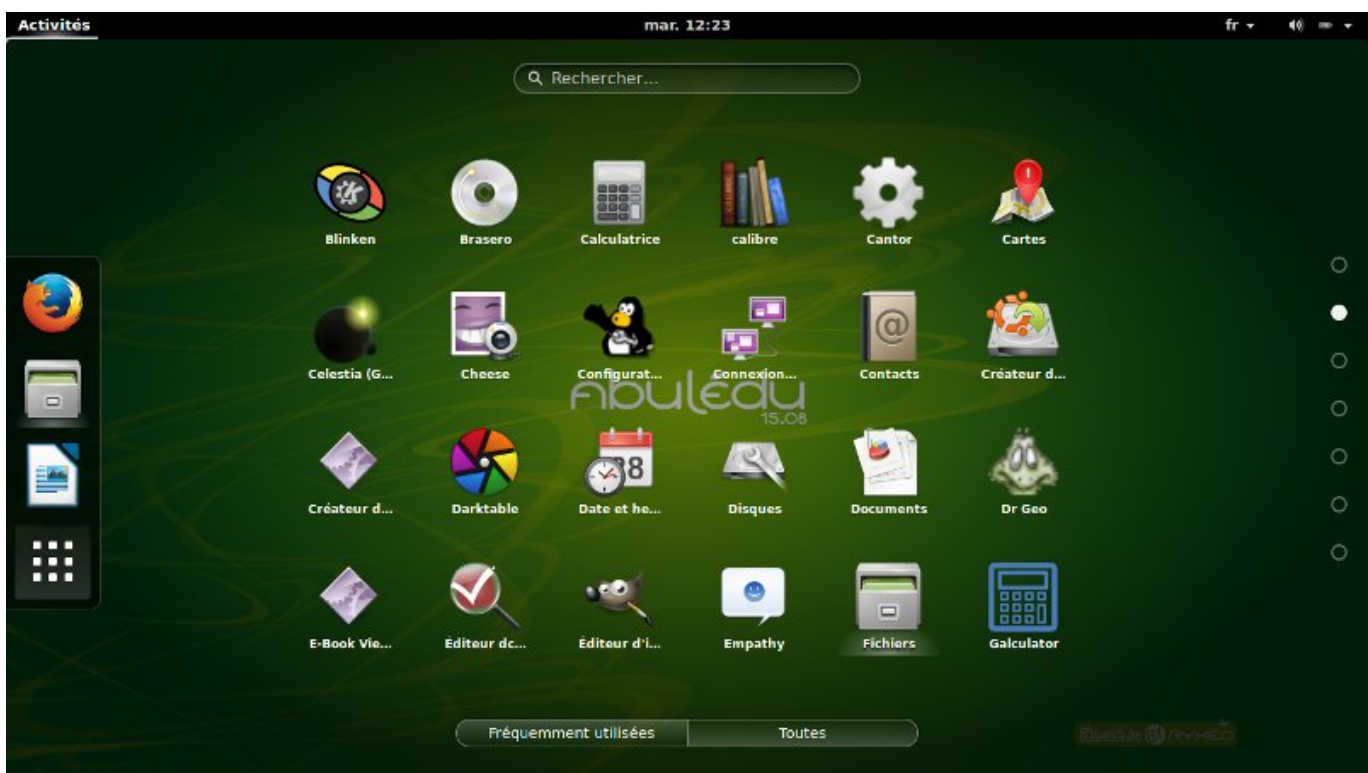 Activités
mar. 12:23
fr
Rechercher...
Blinken
Brasero
Calculatrice
calibre
Cantor
Cartes
Celestia (G...
Cheese
Configurat...
Connexion...
Contacts
Créateur d...
abulédu
15.08
Créateur d...
Darktable
Date et he...
Disques
Documents
Dr Geo
E-Book Vie...
Éditeur dc...
Éditeur d'i...
Empathy
Fichiers
Galculator
Fréquemment utilisées
Toutes